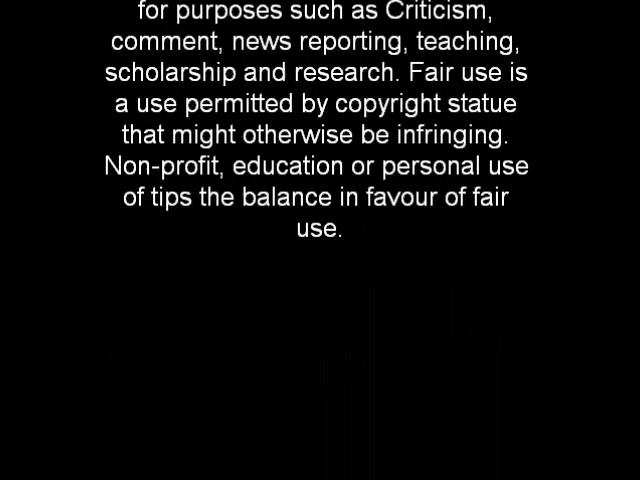 for purposes such as Criticism,
comment, news reporting, teaching,
scholarship and research. Fair use is
a use permitted by copyright statue
that might otherwise be infringing.
Non-profit, education or personal use
of tips the balance in favour of fair
use.